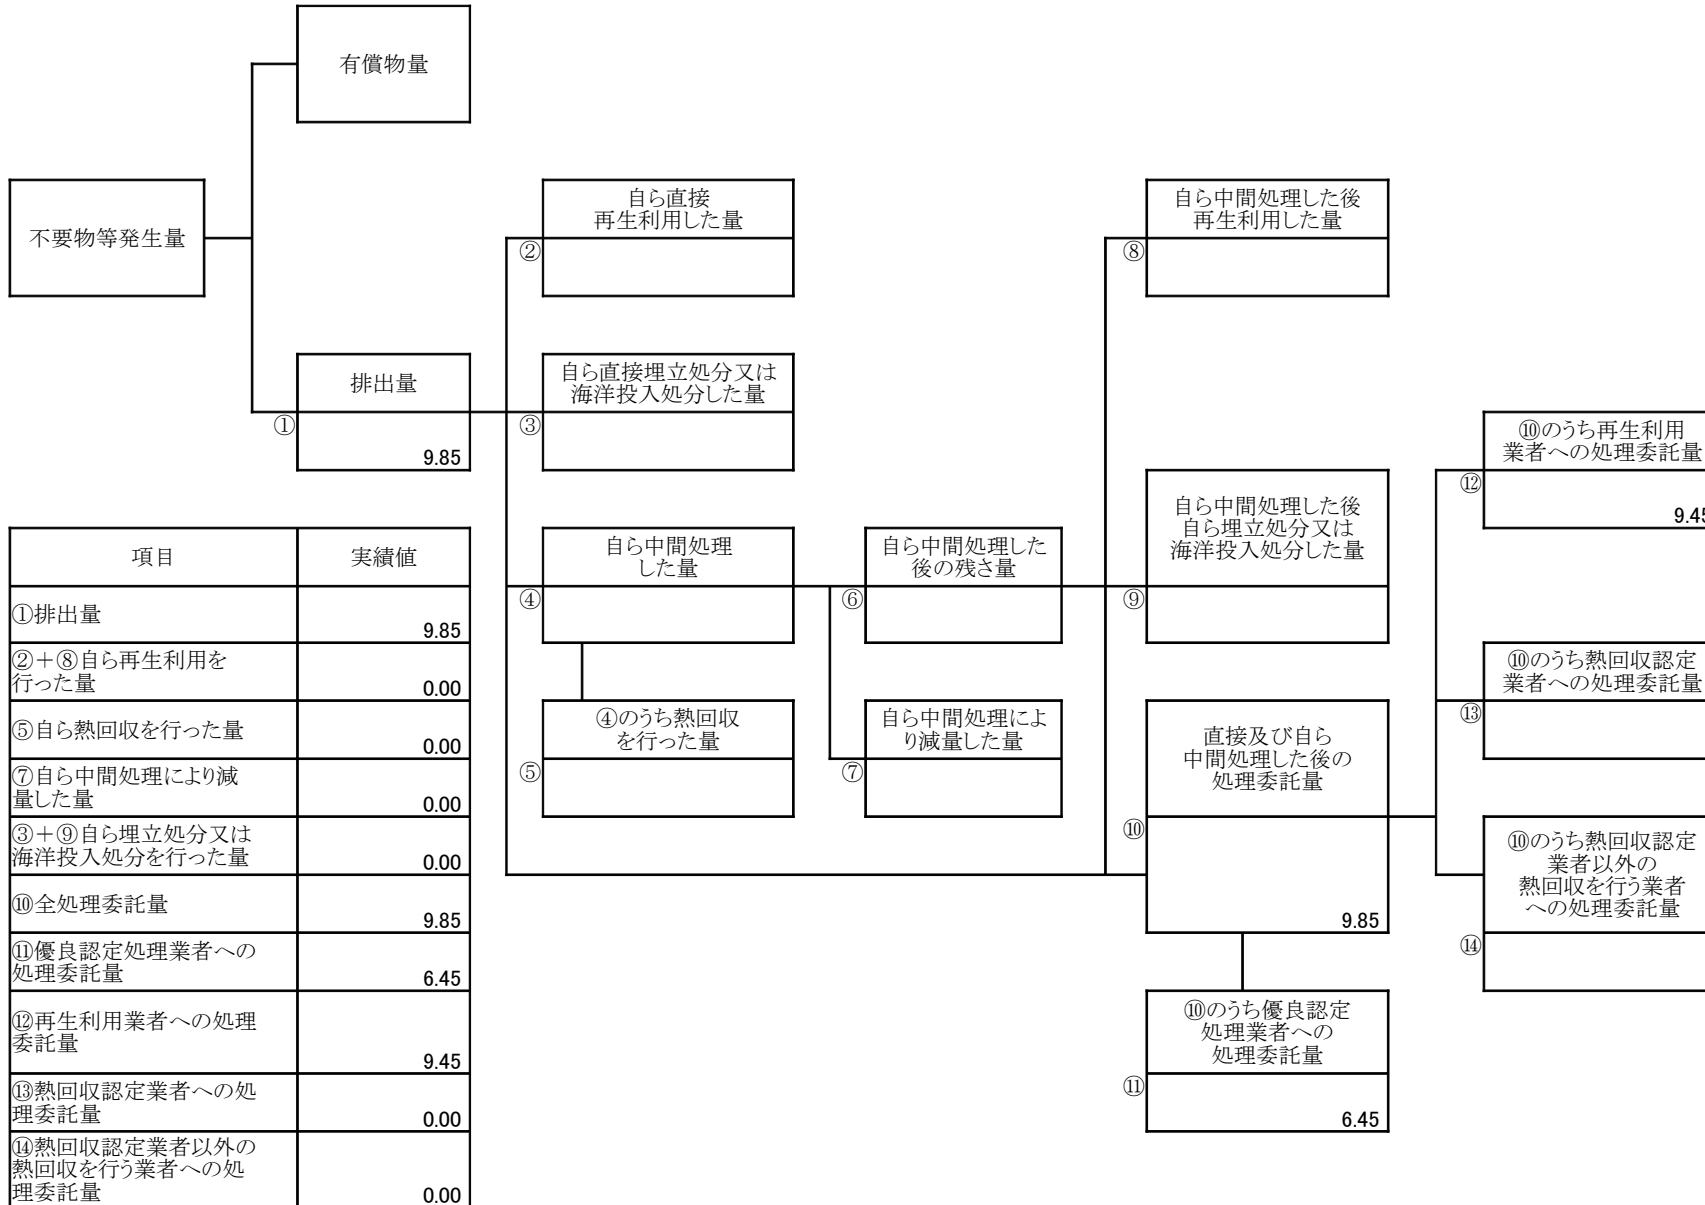 有償物量
不要物等発生量
自ら直接
再生利用した量
②
自ら中間処理した後
再生利用した量
⑧
排出量
①
9.85
自ら直接埋立処分又は
海洋投入処分した量
③
⑩のうち再生利用
業者への処理委託量
⑫
9.45
自ら中間処理した後
自ら埋立処分又は
海洋投入処分した量
⑨
自ら中間処理
した量
④
自ら中間処理した
後の残さ量
⑥
⑩のうち熱回収認定
業者への処理委託量
⑬
④のうち熱回収
を行った量
⑤
自ら中間処理によ
り減量した量
⑦
直接及び自ら
中間処理した後の
処理委託量
⑩
9.85
⑩のうち熱回収認定
業者以外の
熱回収を行う業者
への処理委託量
⑭
⑩のうち優良認定
処理業者への
処理委託量
⑪
6.45
項目 実績値
①排出量
9.85
②＋⑧自ら再生利用を
行った量
0.00
⑤自ら熱回収を行った量
0.00
⑦自ら中間処理により減
量した量
0.00
③＋⑨自ら埋立処分又は
海洋投入処分を行った量
0.00
⑩全処理委託量
9.85
⑪優良認定処理業者への
処理委託量
6.45
⑫再生利用業者への処理
委託量
9.45
⑬熱回収認定業者への処
理委託量
0.00
⑭熱回収認定業者以外の
熱回収を行う業者への処
理委託量
0.00